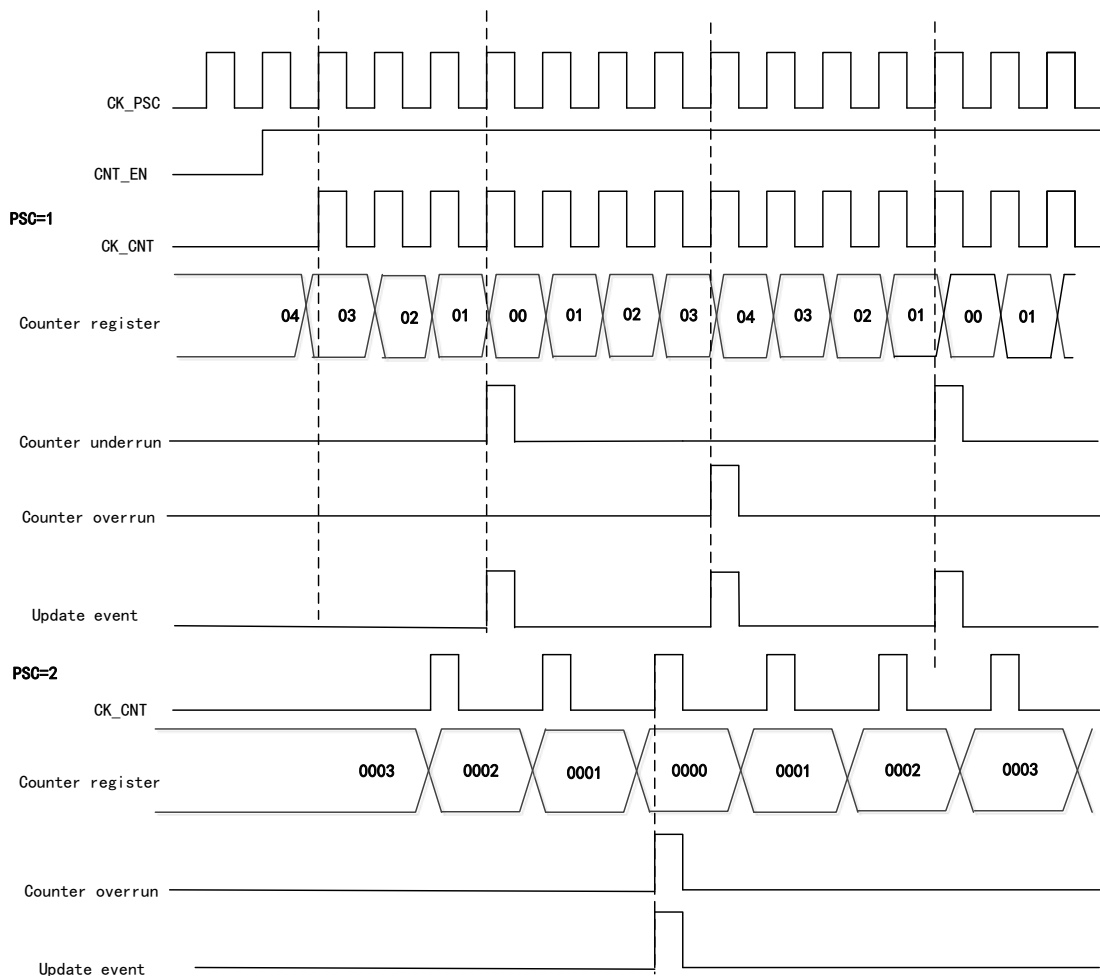 CK_PSC
CNT_EN
PSC=1
CK_CNT
Counter register 04 03 02 01 00 01 02 03 04 03 02 01 00 01
Counter underrun
Counter overrun
Update event
PSC=2
CK_CNT
Counter register 0003 0002 0001 0000 0001 0002 0003
Counter overrun
Update event